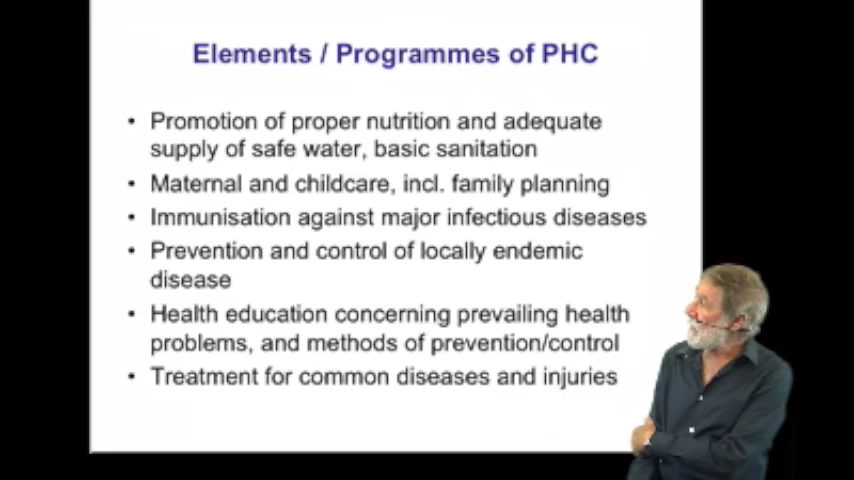 Elements / Programmes of PHC
• Promotion of proper nutrition and adequate
supply of safe water, basic sanitation
• Maternal and childcare, incl. family planning
• Immunisation against major infectious diseases
• Prevention and control of locally endemic
disease
• Health education concerning prevailing health
problems, and methods of prevention/control
• Treatment for common diseases and injuries